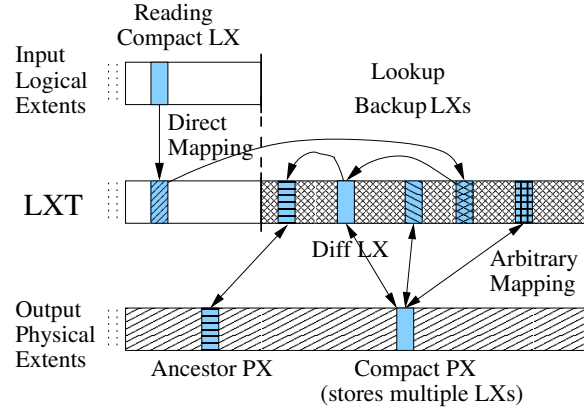 Reading
Compact LX
Input
Logical
Extents
Lookup
Backup LXs
Direct
Mapping
LXT
Diff LX
Arbitrary
Mapping
Output
Physical
Extents
Ancestor PX
Compact PX
(stores multiple LXs)